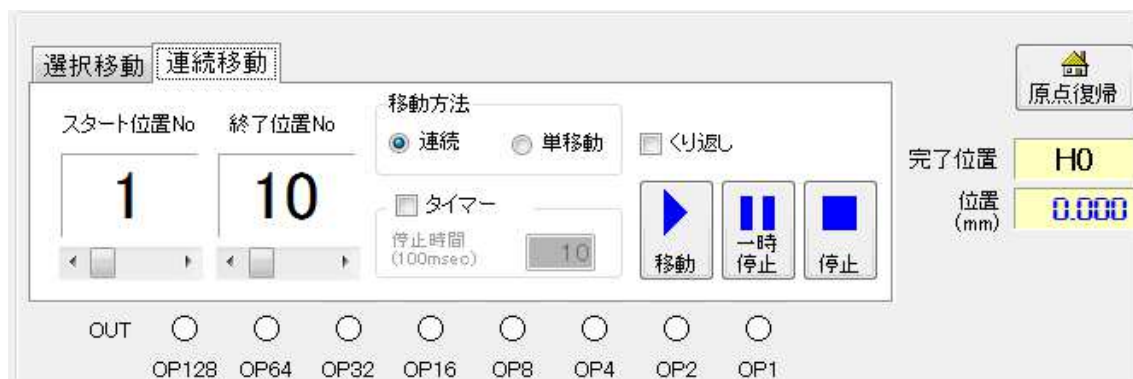 選択移動 連続移動
原点復帰
スタート位置No 終了位置No
移動方法
連続 単移動
くり返し
1 10
タイマー
停止時間
(100msec)
10
移動
一時
停止
停止
完了位置 H0
位置
(mm)
0.000
OUT
OP128 OP64 OP32 OP16 OP8 OP4 OP2 OP1